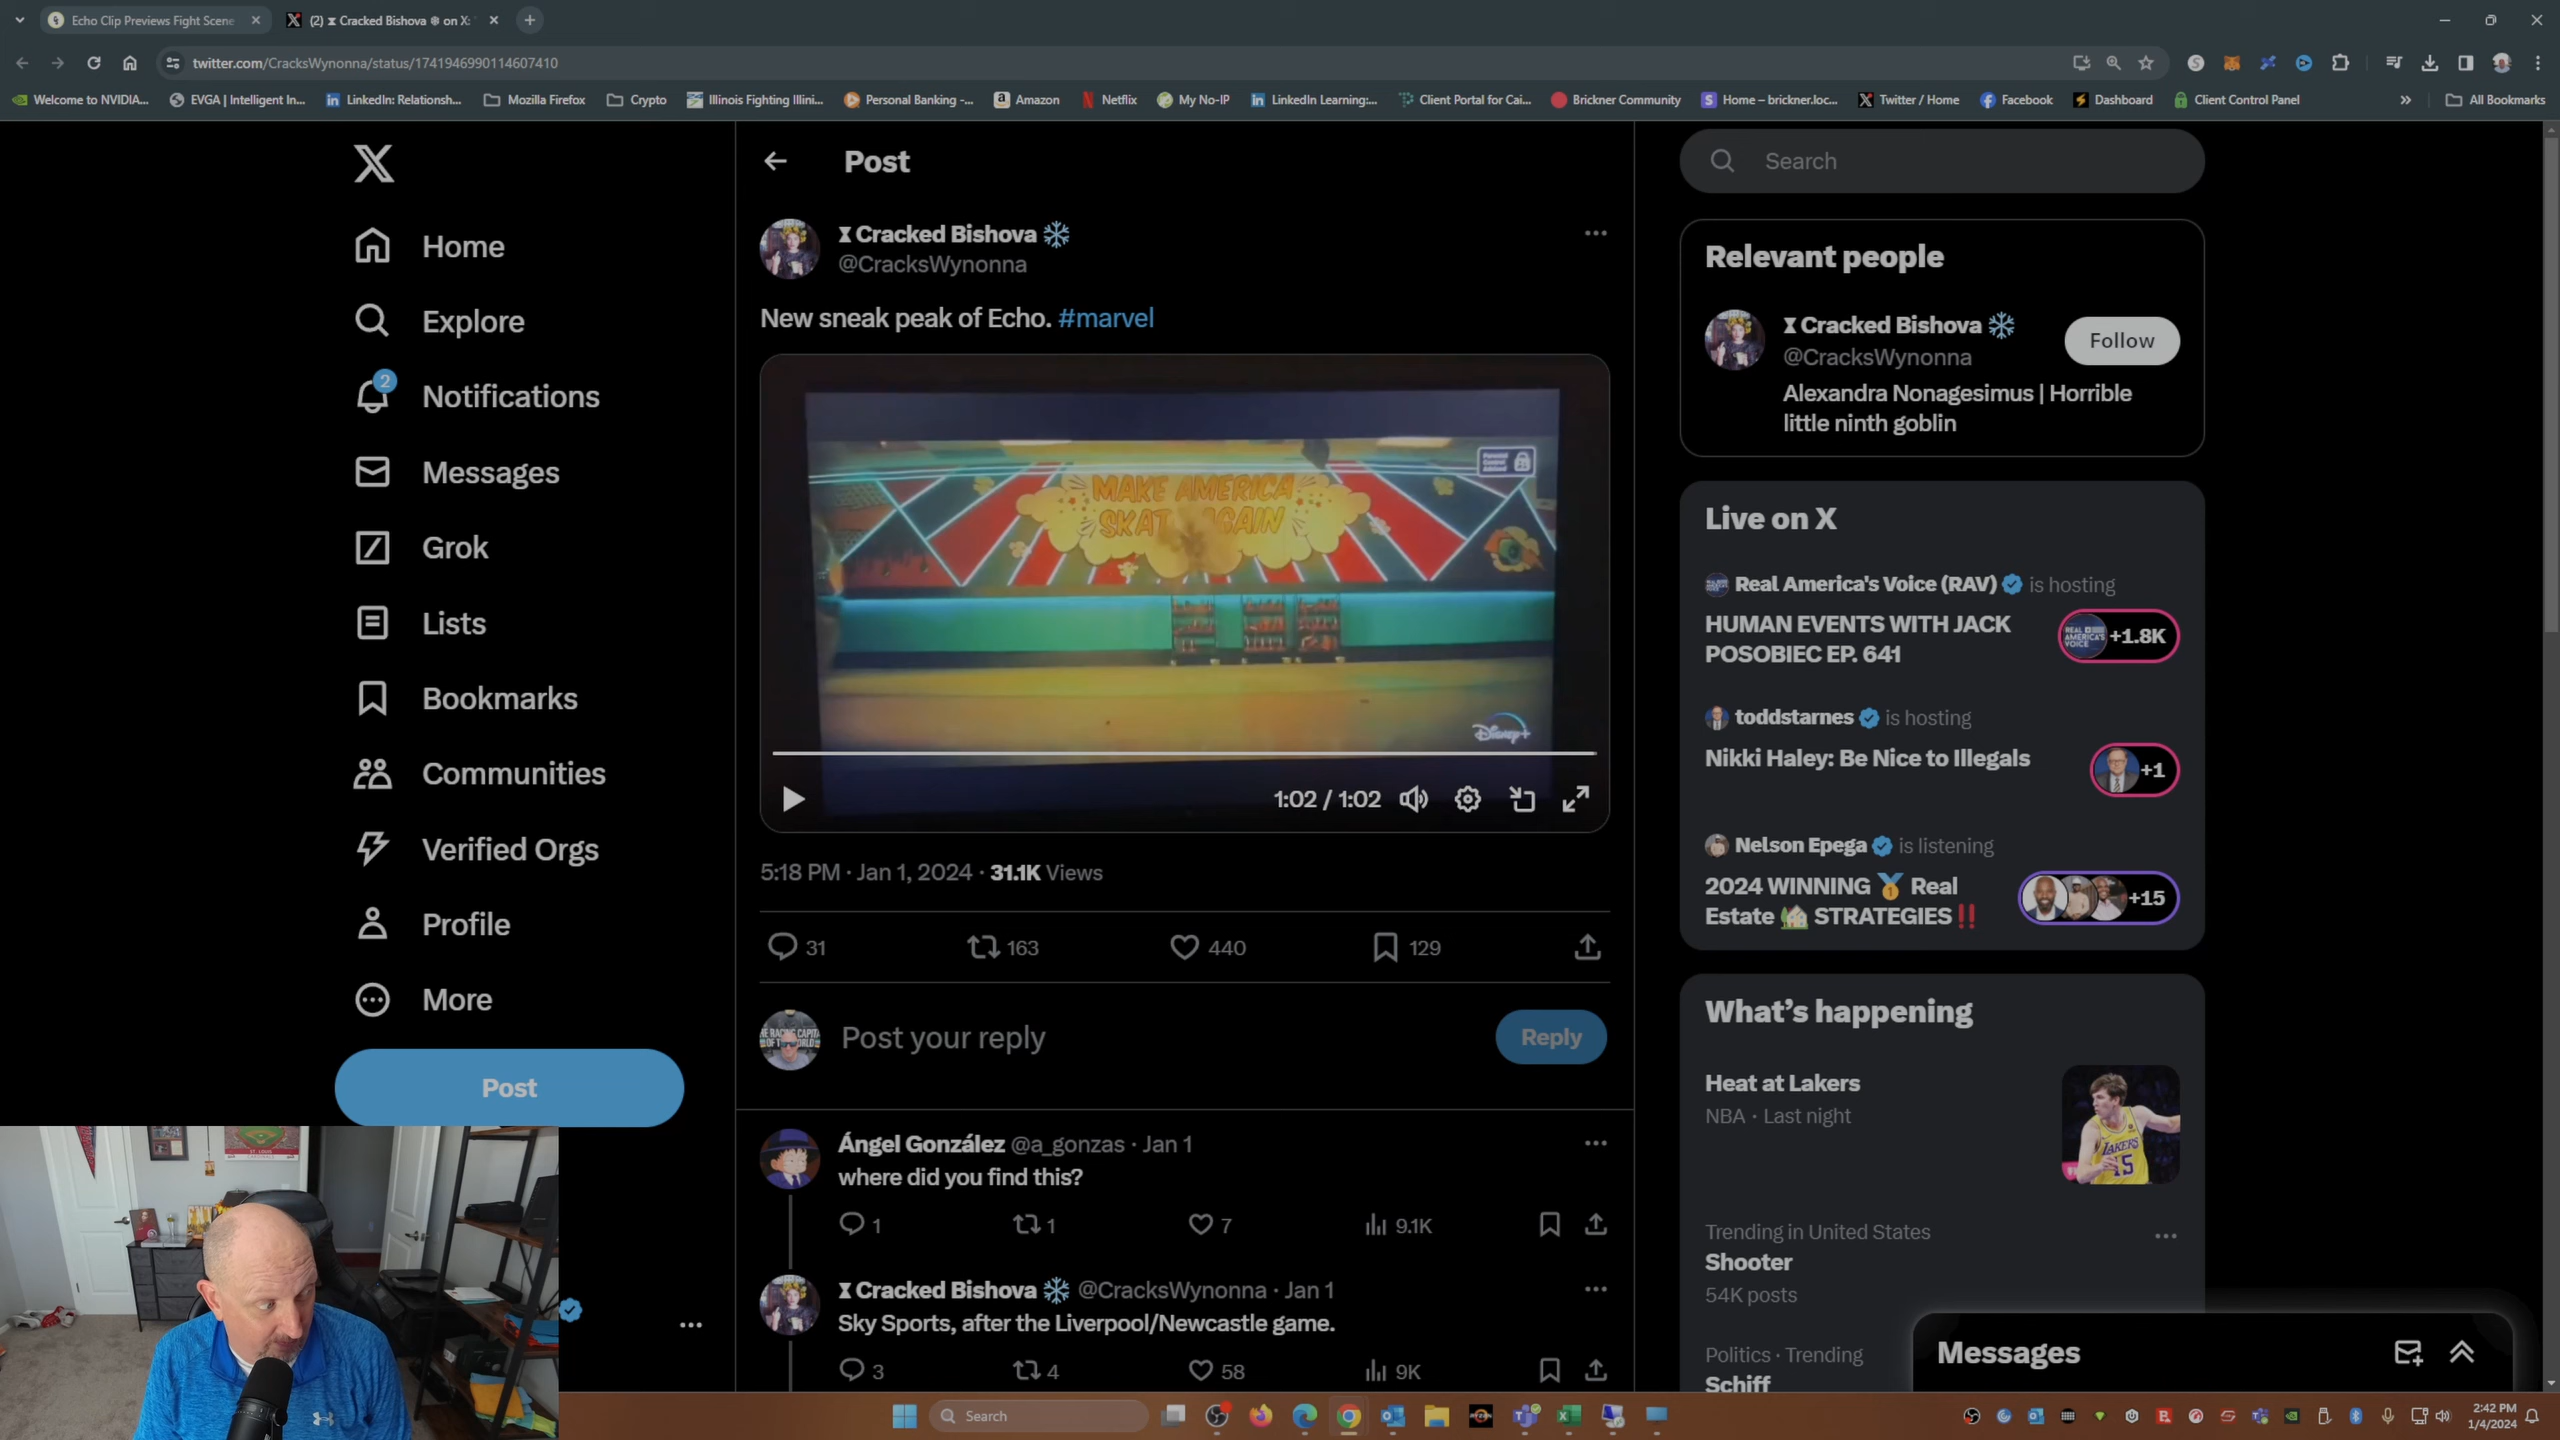 Echo Clip Previews Fight Scene
(2) ⧗ Cracked Bishova ❄ on X:
twitter.com/CracksWynonna/status/1741946990114607410
Welcome to NVIDIA...
EVGA | Intelligent In...
LinkedIn: Relationsh...
Mozilla Firefox
Crypto
Illinois Fighting Illini...
Personal Banking -...
Amazon
Netflix
My No-IP
LinkedIn Learning:...
Client Portal for Cai...
Brickner Community
Home – brickner.loc...
Twitter / Home
Facebook
Dashboard
Client Control Panel
All Bookmarks
Home
Explore
2
Notifications
Messages
Grok
Lists
Bookmarks
Communities
Verified Orgs
Profile
More
Post
Post
⧗ Cracked Bishova ❄
@CracksWynonna
New sneak peak of Echo. #marvel
MAKE AMERICA
SKAT AGAIN
Disney+
1:02 / 1:02
5:18 PM · Jan 1, 2024 · 31.1K Views
31 163 440 129
Post your reply
Reply
Ángel González @a_gonzas · Jan 1
where did you find this?
1 1 7 9.1K
⧗ Cracked Bishova ❄ @CracksWynonna · Jan 1
Sky Sports, after the Liverpool/Newcastle game.
3 4 58 9K
Search
Relevant people
⧗ Cracked Bishova ❄
@CracksWynonna
Follow
Alexandra Nonagesimus | Horrible
little ninth goblin
Live on X
Real America's Voice (RAV) is hosting
HUMAN EVENTS WITH JACK
POSOBIEC EP. 641
REAL AMERICA'S VOICE
+1.8K
toddstarnes is hosting
Nikki Haley: Be Nice to Illegals
+1
Nelson Epega is listening
2024 WINNING 🥇 Real
Estate 🏡 STRATEGIES‼️
+15
What's happening
Heat at Lakers
NBA · Last night
LAKERS
15
Trending in United States
Shooter
54K posts
Politics · Trending
Schiff
Messages
ST. LOUIS
Search
2:42 PM
1/4/2024